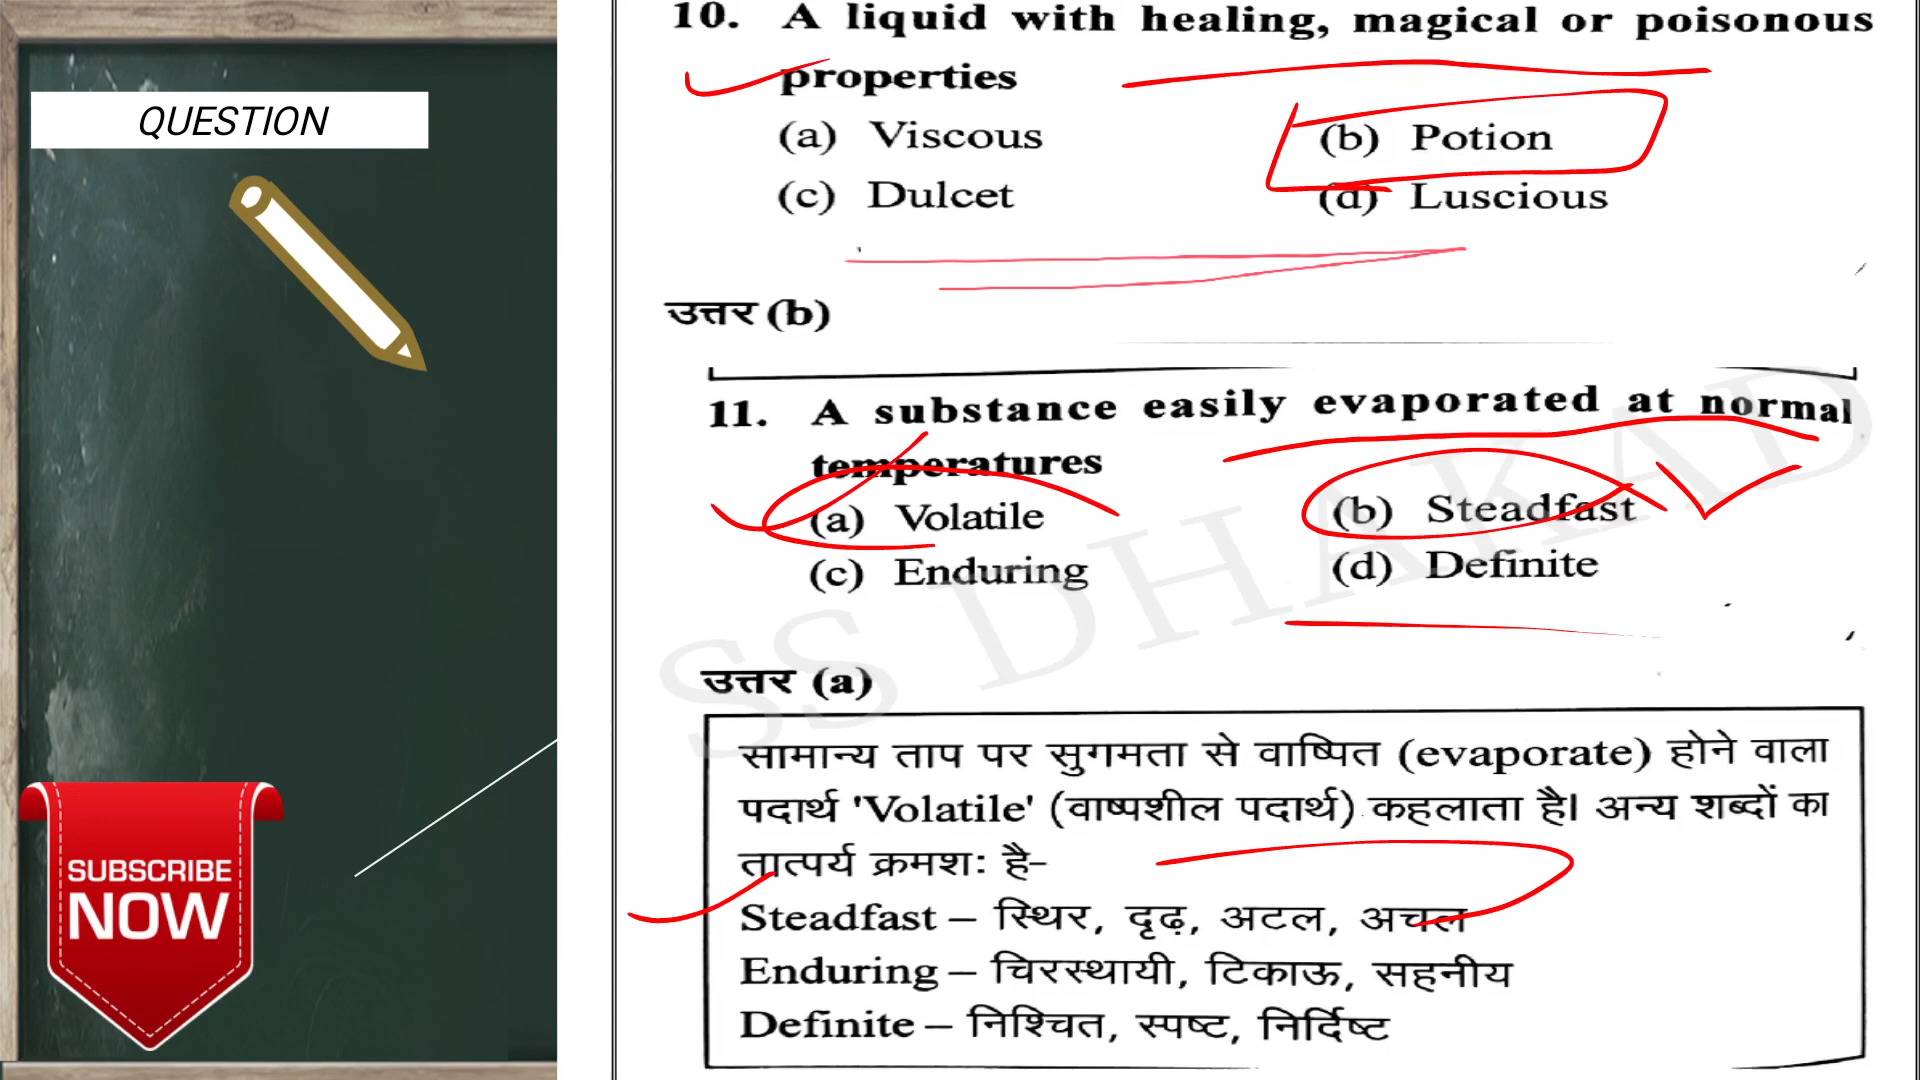 QUESTION
SUBSCRIBE
NOW
10. A liquid with healing, magical or poisonous
properties
(a) Viscous (b) Potion
(c) Dulcet (d) Luscious
उत्तर (b)
11. A substance easily evaporated at normal
temperatures
(a) Volatile (b) Steadfast
(c) Enduring (d) Definite
SS DHAKAD
उत्तर (a)
सामान्य ताप पर सुगमता से वाष्पित (evaporate) होने वाला
पदार्थ 'Volatile' (वाष्पशील पदार्थ) कहलाता है। अन्य शब्दों का
तात्पर्य क्रमशः है–
Steadfast – स्थिर, दृढ़, अटल, अचल
Enduring – चिरस्थायी, टिकाऊ, सहनीय
Definite – निश्चित, स्पष्ट, निर्दिष्ट